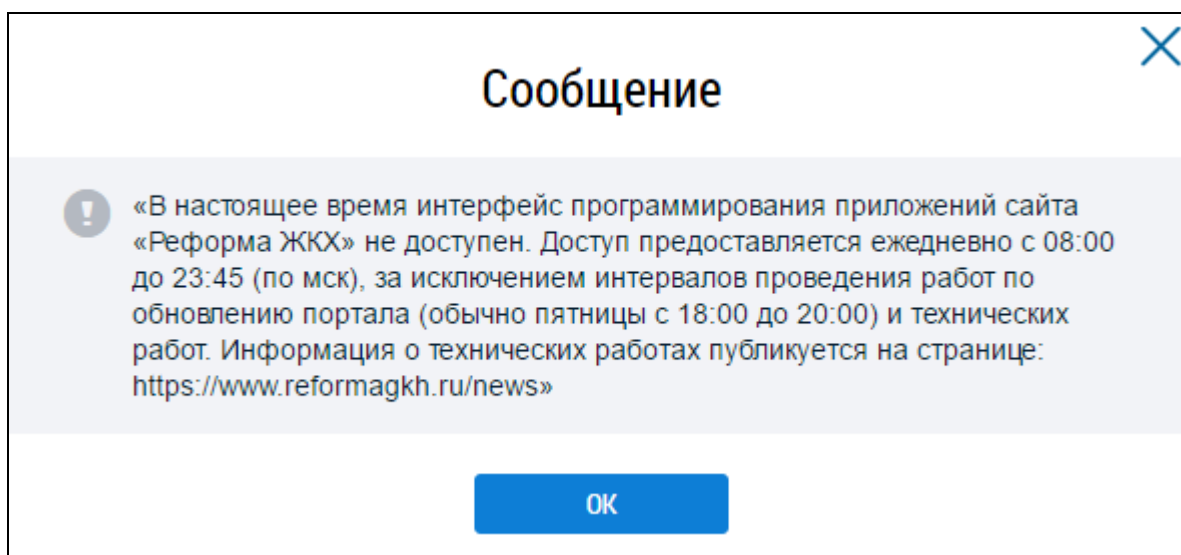 Сообщение
«В настоящее время интерфейс программирования приложений сайта
«Реформа ЖКХ» не доступен. Доступ предоставляется ежедневно с 08:00
до 23:45 (по мск), за исключением интервалов проведения работ по
обновлению портала (обычно пятницы с 18:00 до 20:00) и технических
работ. Информация о технических работах публикуется на странице:
https://www.reformagkh.ru/news»
ОК